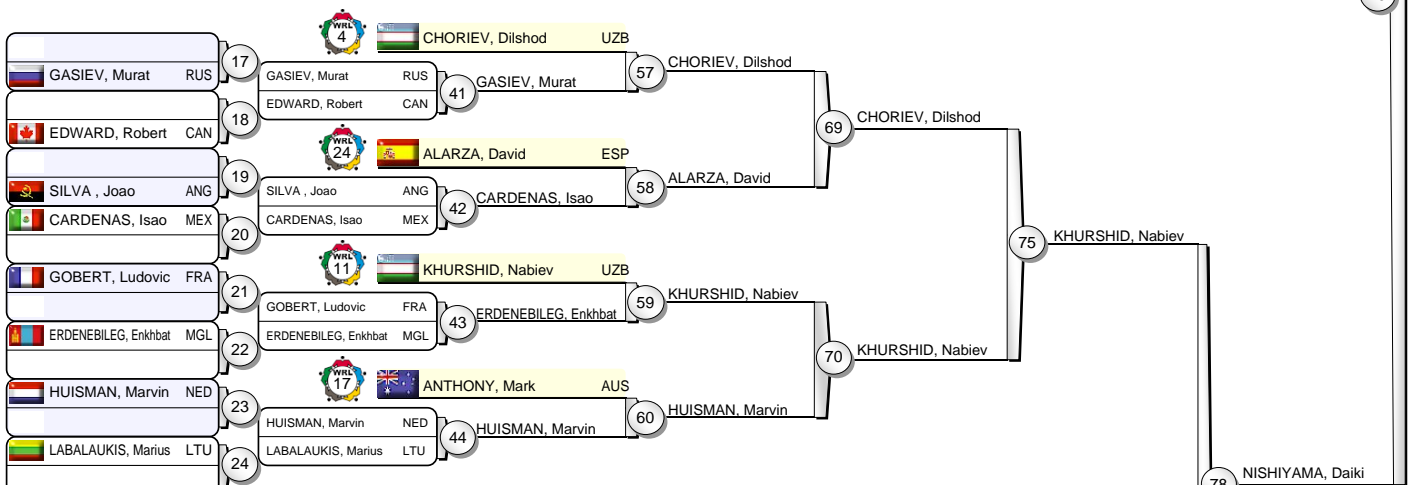 WRL
4
CHORIEV, Dilshod UZB
GASIEV, Murat RUS
17
GASIEV, Murat RUS
EDWARD, Robert CAN
41
GASIEV, Murat
57
CHORIEV, Dilshod
EDWARD, Robert CAN
18
69
CHORIEV, Dilshod
WRL
24
ALARZA, David ESP
SILVA , Joao ANG
19
SILVA , Joao ANG
CARDENAS, Isao MEX
42
CARDENAS, Isao
58
ALARZA, David
CARDENAS, Isao MEX
20
75
KHURSHID, Nabiev
WRL
11
KHURSHID, Nabiev UZB
GOBERT, Ludovic FRA
21
GOBERT, Ludovic FRA
ERDENEBILEG, Enkhbat MGL
43
ERDENEBILEG, Enkhbat
59
KHURSHID, Nabiev
ERDENEBILEG, Enkhbat MGL
22
70
KHURSHID, Nabiev
WRL
17
ANTHONY, Mark AUS
HUISMAN, Marvin NED
23
HUISMAN, Marvin NED
LABALAUKIS, Marius LTU
44
HUISMAN, Marvin
60
HUISMAN, Marvin
LABALAUKIS, Marius LTU
24
78
NISHIYAMA, Daiki